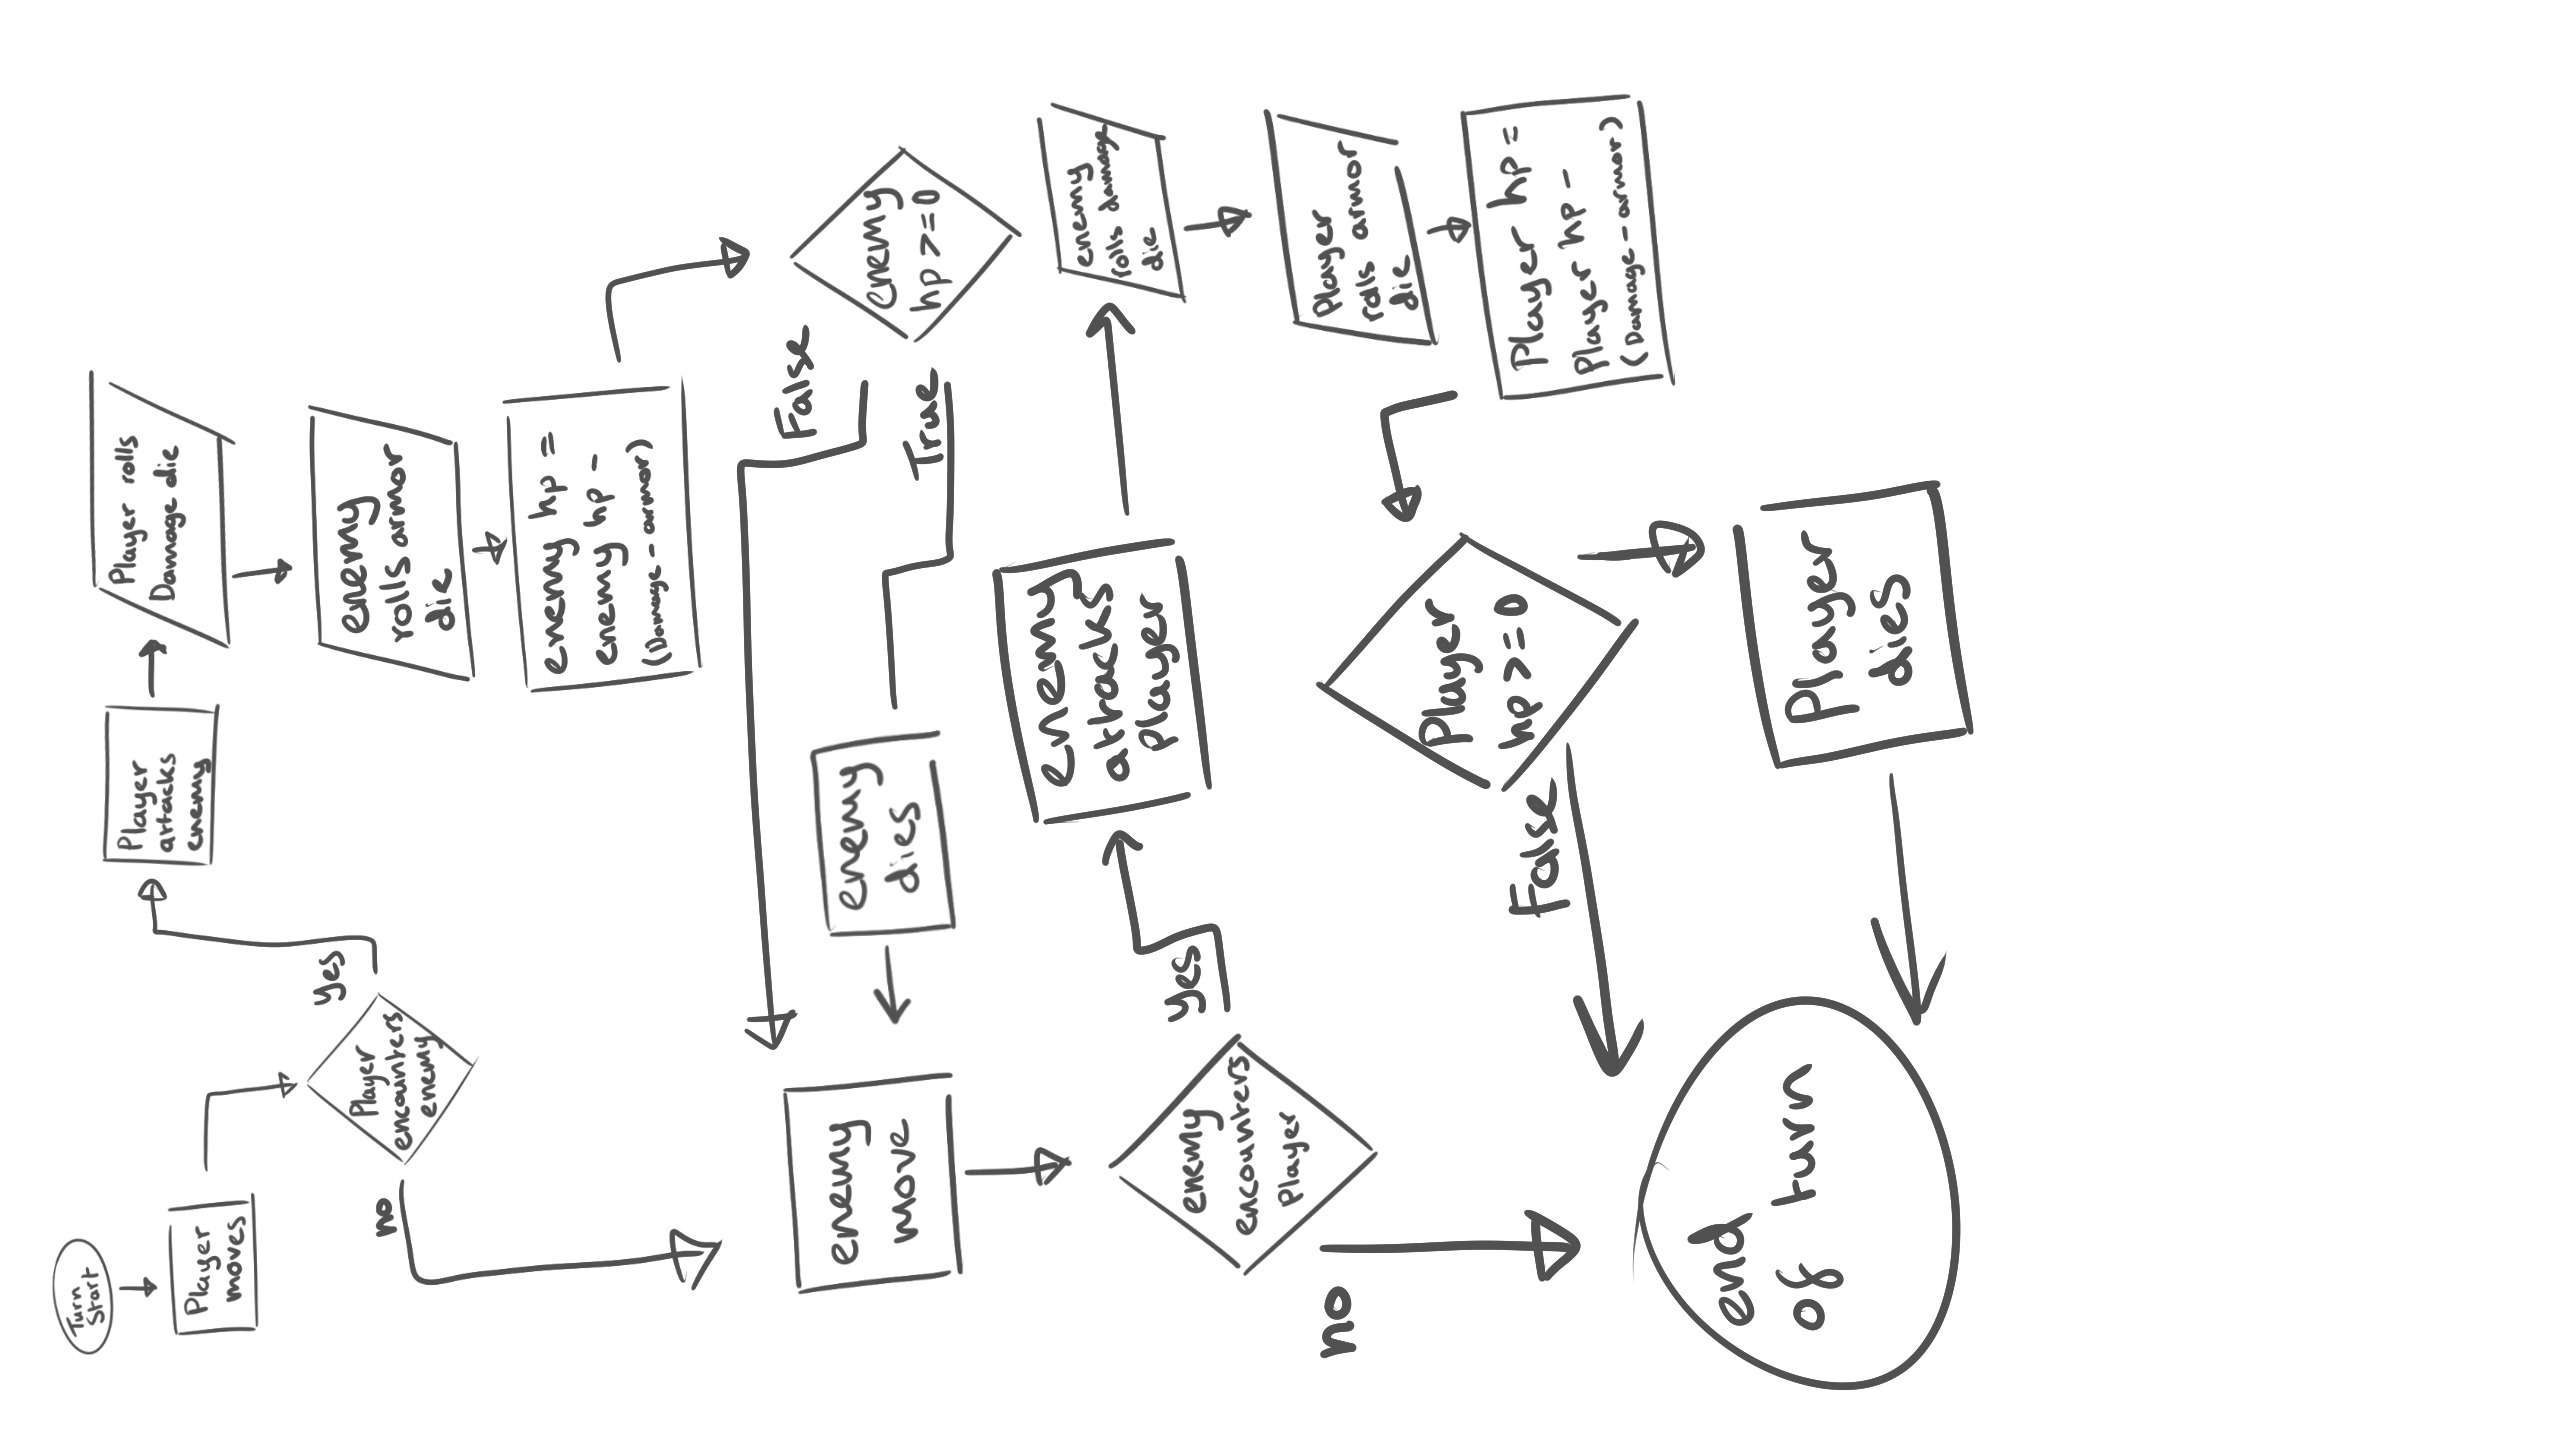 Turn
Start
Player
moves
Player
encounters
enemy
no
Yes
Player
attacks
enemy
Player rolls
Damage die
enemy
rolls armor
die
enemy hp =
enemy hp -
(Damage - armor)
enemy
hp >= 0
False
True
enemy
dies
enemy
move
enemy
encounters
Player
no
Yes
enemy
attacks
Player
enemy
rolls damage
die
Player
rolls armor
die
Player hp =
Player hp -
(Damage - armor)
Player
hp >= 0
False
Player
dies
end
of turn